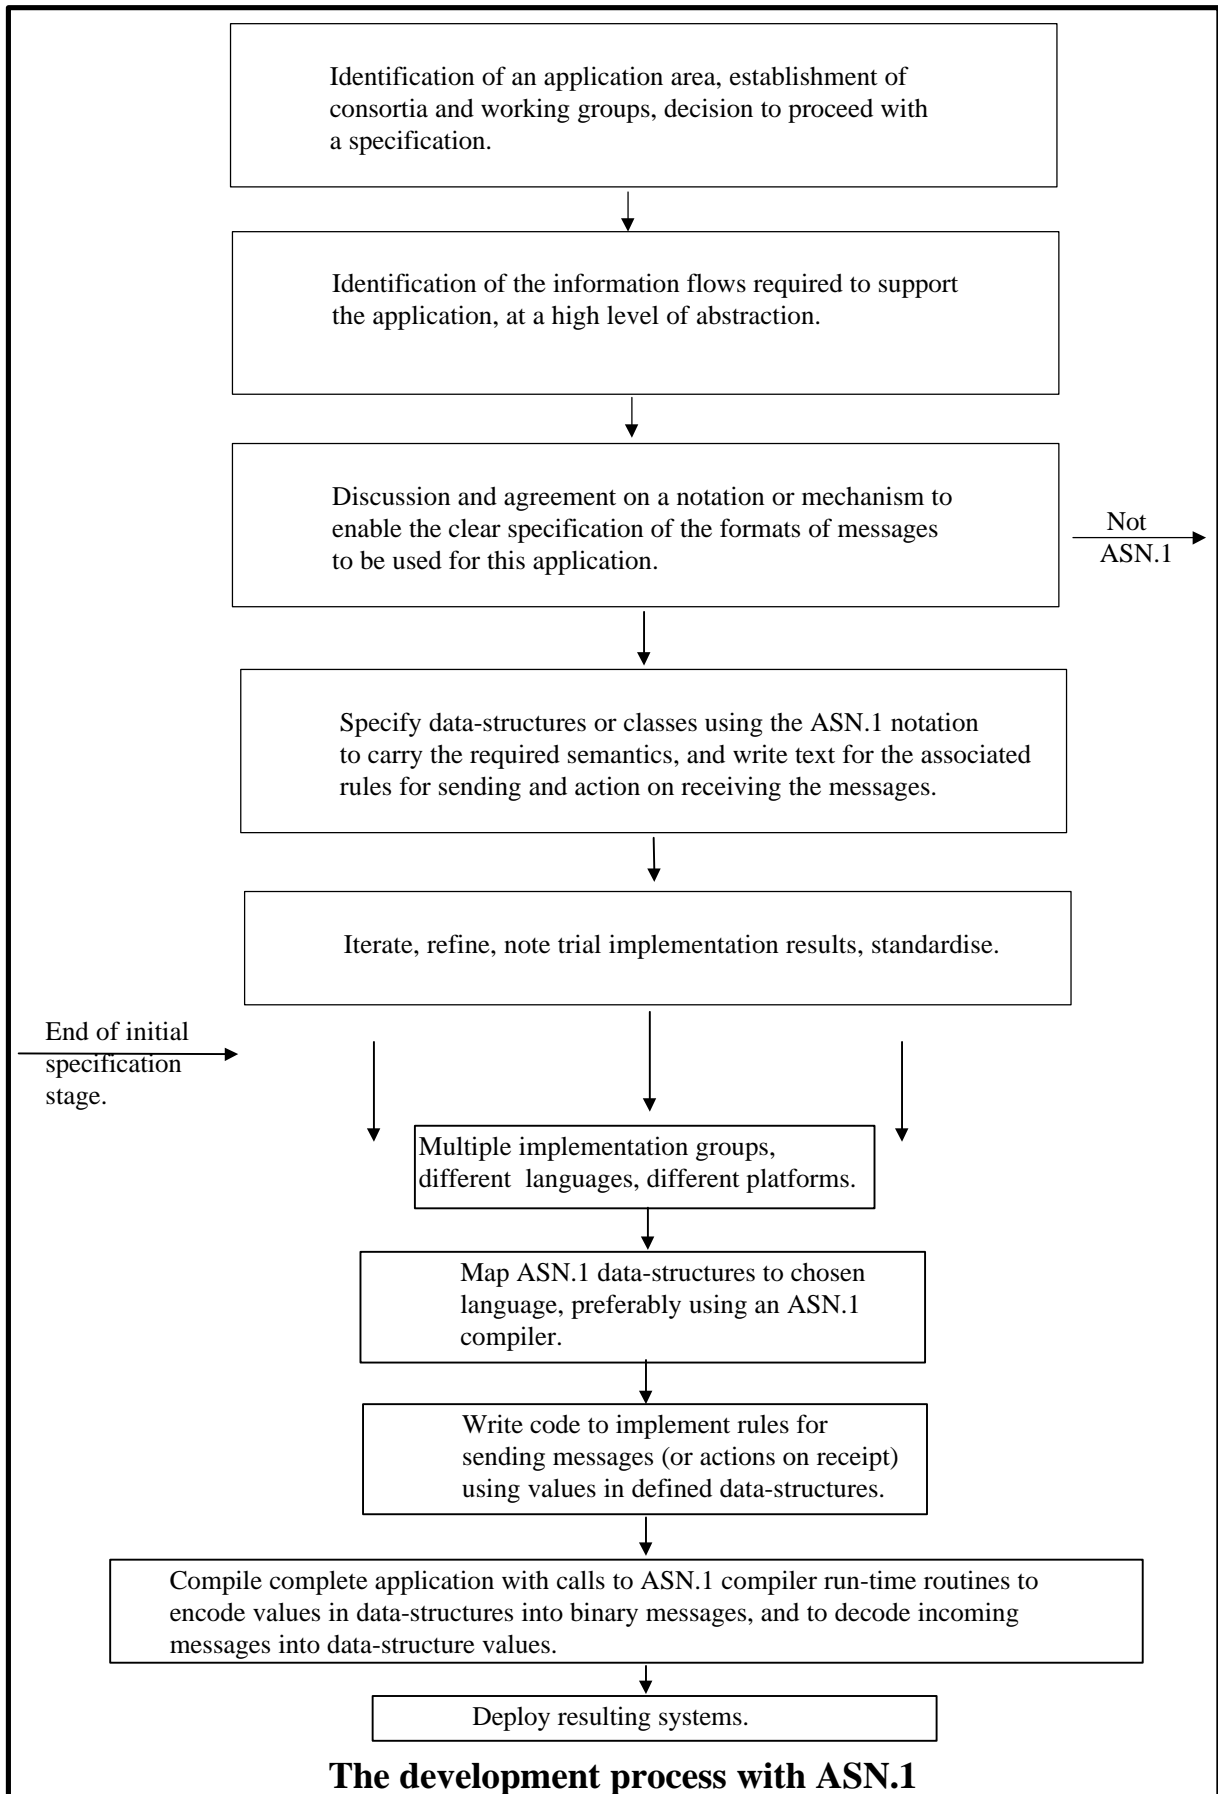 Identification of an application area, establishment of
consortia and working groups, decision to proceed with
a specification.
Identification of the information flows required to support
the application, at a high level of abstraction.
Discussion and agreement on a notation or mechanism to
enable the clear specification of the formats of messages
to be used for this application.
Not
ASN.1
Specify data-structures or classes using the ASN.1 notation
to carry the required semantics, and write text for the associated
rules for sending and action on receiving the messages.
Iterate, refine, note trial implementation results, standardise.
End of initial
specification
stage.
Multiple implementation groups,
different  languages, different platforms.
Map ASN.1 data-structures to chosen
language, preferably using an ASN.1
compiler.
Write code to implement rules for
sending messages (or actions on receipt)
using values in defined data-structures.
Compile complete application with calls to ASN.1 compiler run-time routines to
encode values in data-structures into binary messages, and to decode incoming
messages into data-structure values.
Deploy resulting systems.
The development process with ASN.1